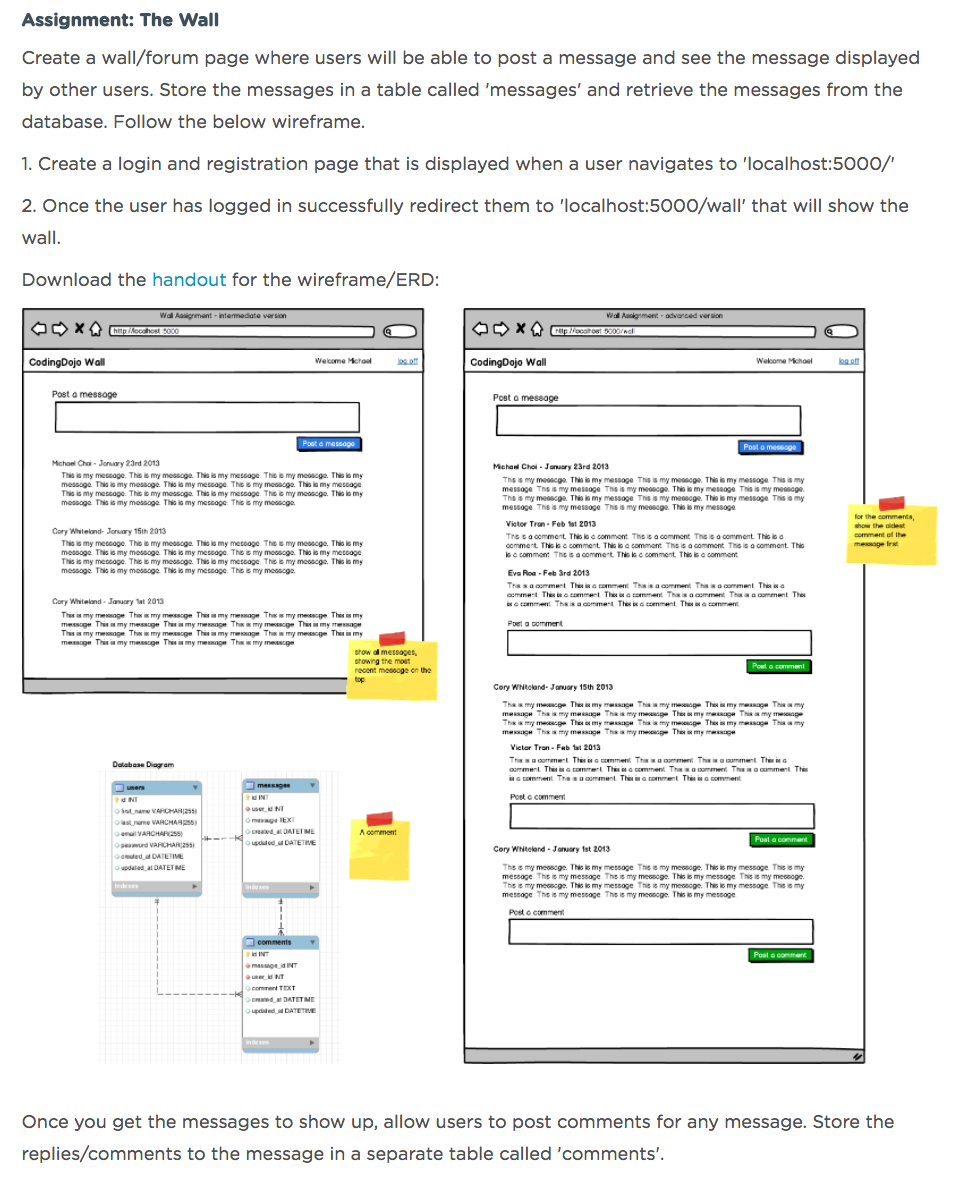 Assignment: The Wall
Create a wall/forum page where users will be able to post a message and see the message displayed
by other users. Store the messages in a table called 'messages' and retrieve the messages from the
database. Follow the below wireframe.
1. Create a login and registration page that is displayed when a user navigates to 'localhost:5000/'
2. Once the user has logged in successfully redirect them to 'localhost:5000/wall' that will show the
wall.
Download the handout for the wireframe/ERD:
Wall Assignment - intermediate version
http://localhost:5000
CodingDojo Wall
Welcome Michael
log off
Post a message
Post a message
Michael Choi - January 23rd 2013
This is my message. This is my message. This is my message. This is my message. This is my
message. This is my message. This is my message. This is my message. This is my message
This is my message. This is my message. This is my message. This is my message. This is my
message. This is my message. This is my message. This is my message.
Cory Whiteland- January 15th 2013
This is my message. This is my message. This is my message. This is my message. This is my
message. This is my message. This is my message. This is my message. This is my message
This is my message. This is my message. This is my message. This is my message. This is my
message. This is my message. This is my message. This is my message.
Cory Whiteland - January 1st 2013
This is my message. This is my message. This is my message. This is my message. This is my
message. This is my message. This is my message. This is my message. This is my message
This is my message. This is my message. This is my message. This is my message. This is my
message. This is my message. This is my message. This is my message
show all messages,
showing the most
recent message on the
top.
Database Diagram
users
id INT
first_name VARCHAR(255)
last_name VARCHAR(255)
email VARCHAR(255)
password VARCHAR(255)
created_at DATETIME
updated_at DATETIME
Indexes
messages
id INT
user_id INT
message TEXT
created_at DATETIME
updated_at DATETIME
Indexes
A comment
comments
id INT
message_id INT
user_id INT
comment TEXT
created_at DATETIME
updated_at DATETIME
Indexes
Wall Assignment - advanced version
http://localhost:5000/wall
CodingDojo Wall
Welcome Michael
log off
Post a message
Post a message
Michael Choi - January 23rd 2013
This is my message. This is my message. This is my message. This is my message. This is my
message. This is my message. This is my message. This is my message. This is my message.
This is my message. This is my message. This is my message. This is my message. This is my
message. This is my message. This is my message. This is my message
Victor Tran - Feb 1st 2013
This is a comment. This is a comment. This is a comment. This is a comment. This is a
comment. This is a comment. This is a comment. This is a comment. This is a comment. This
is a comment. This is a comment. This is a comment. This is a comment
for the comments,
show the oldest
comment of the
message first
Eva Roa - Feb 3rd 2013
This is a comment. This is a comment. This is a comment. This is a comment. This is a
comment. This is a comment. This is a comment. This is a comment. This is a comment. This
is a comment. This is a comment. This is a comment. This is a comment
Post a comment
Post a comment
Cory Whiteland- January 15th 2013
This is my message. This is my message. This is my message. This is my message. This is my
message. This is my message. This is my message. This is my message. This is my message
This is my message. This is my message. This is my message. This is my message. This is my
message. This is my message. This is my message. This is my message
Victor Tran - Feb 1st 2013
This is a comment. This is a comment. This is a comment. This is a comment. This is a
comment. This is a comment. This is a comment. This is a comment. This is a comment. This
is a comment. This is a comment. This is a comment. This is a comment
Post a comment
Post a comment
Cory Whiteland - January 1st 2013
This is my message. This is my message. This is my message. This is my message. This is my
message. This is my message. This is my message. This is my message. This is my message.
This is my message. This is my message. This is my message. This is my message. This is my
message. This is my message. This is my message. This is my message
Post a comment
Post a comment
Once you get the messages to show up, allow users to post comments for any message. Store the
replies/comments to the message in a separate table called 'comments'.